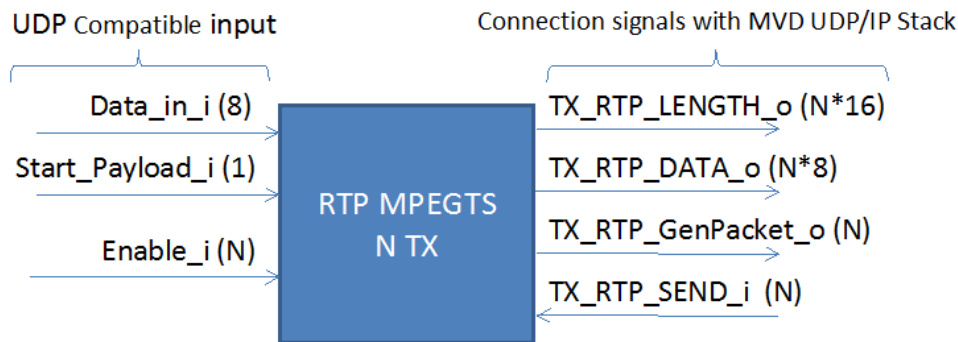 UDP Compatible input
Connection signals with MVD UDP/IP Stack
Data_in_i (8)
Start_Payload_i (1)
Enable_i (N)
RTP MPEGTS
N TX
TX_RTP_LENGTH_o (N*16)
TX_RTP_DATA_o (N*8)
TX_RTP_GenPacket_o (N)
TX_RTP_SEND_i (N)